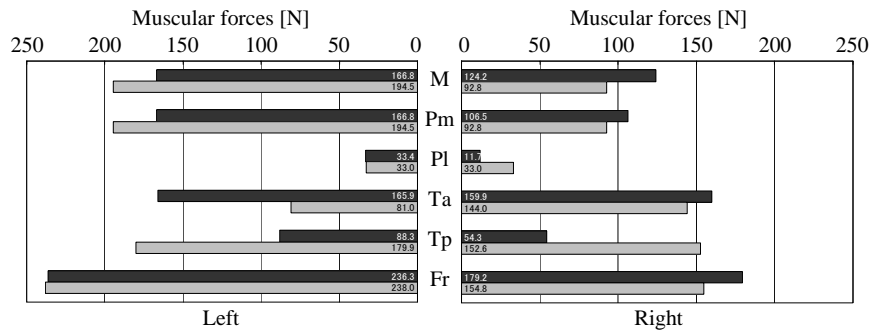 Muscular forces [N] Muscular forces [N]
250 200 150 100 50 0 0 50 100 150 200 250
166.8 M 124.2
194.5 92.8
166.8 Pm 106.5
194.5 92.8
33.4 Pl 11.7
33.0 33.0
165.9 Ta 159.9
81.0 144.0
88.3 Tp 54.3
179.9 152.6
236.3 Fr 179.2
238.0 154.8
Left Right